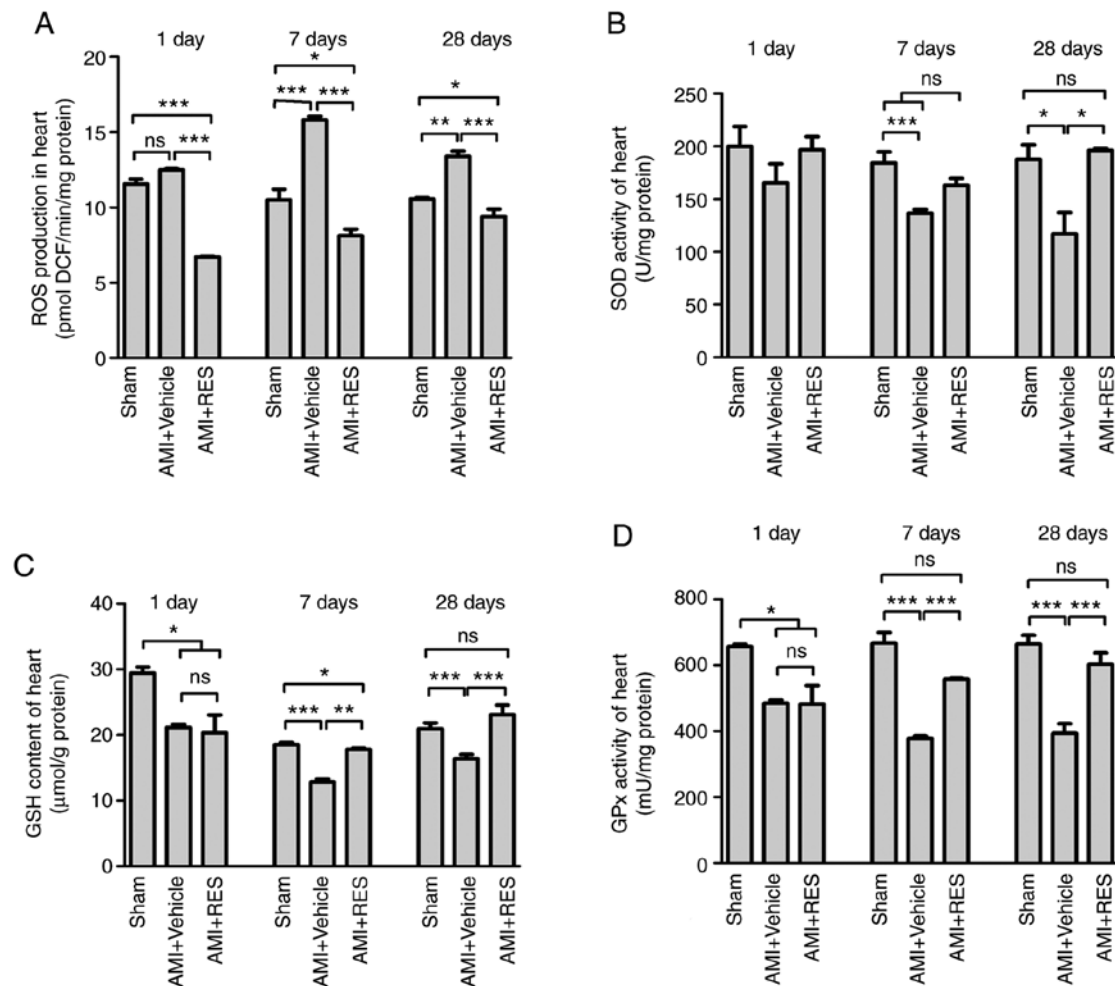 A
1 day 7 days 28 days
ROS production in heart
(pmol DCF/min/mg protein)
20
15
10
5
0
* *
*** *** *** ** ***
ns ***
Sham AMI+Vehicle AMI+RES Sham AMI+Vehicle AMI+RES Sham AMI+Vehicle AMI+RES
B
1 day 7 days 28 days
SOD activity of heart
(U/mg protein)
ns ns
250
*** * *
200
150
200
50
0
Sham AMI+Vehicle AMI+RES Sham AMI+Vehicle AMI+RES Sham AMI+Vehicle AMI+RES
C
1 day 7 days 28 days
GSH content of heart
(μmol/g protein)
40
* ns
30
ns * *** ***
*** **
20
10
0
Sham AMI+Vehicle AMI+RES Sham AMI+Vehicle AMI+RES Sham AMI+Vehicle AMI+RES
D
1 day 7 days 28 days
GPx activity of heart
(mU/mg protein)
ns ns
800
* *** *** *** ***
ns
600
400
200
0
Sham AMI+Vehicle AMI+RES Sham AMI+Vehicle AMI+RES Sham AMI+Vehicle AMI+RES